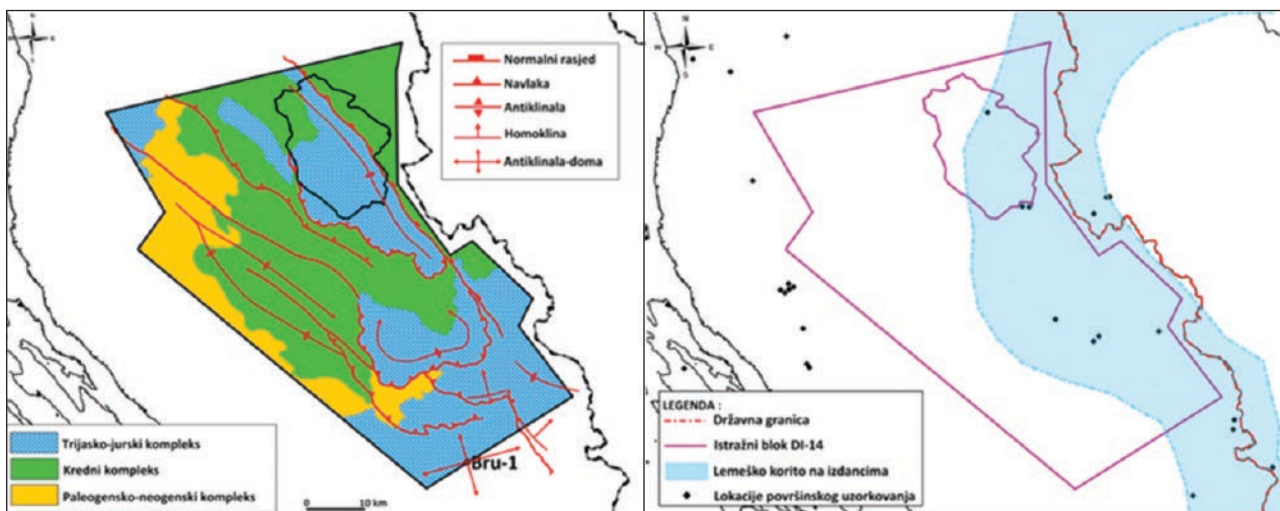 N
W E
S
Normalni rasjed
Navlaka
Antiklinala
Homoklina
Antiklinala-doma
Trijasko-jurski kompleks
Kredni kompleks
Paleogensko-neogenski kompleks
Bru-1
0 10 km
N
W E
S
LEGENDA :
Državna granica
Istražni blok DI-14
Lemeško korito na izdancima
Lokacije površinskog uzorkovanja